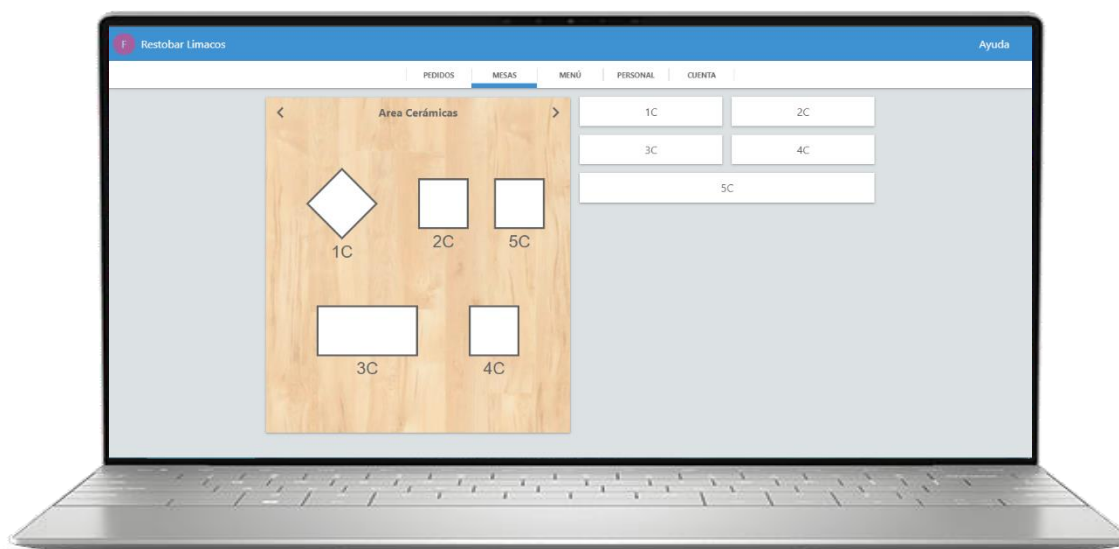 F Restobar Limacos Ayuda
PEDIDOS MESAS MENÚ PERSONAL CUENTA
Area Cerámicas
1C 2C 5C
3C 4C
1C 2C
3C 4C
5C